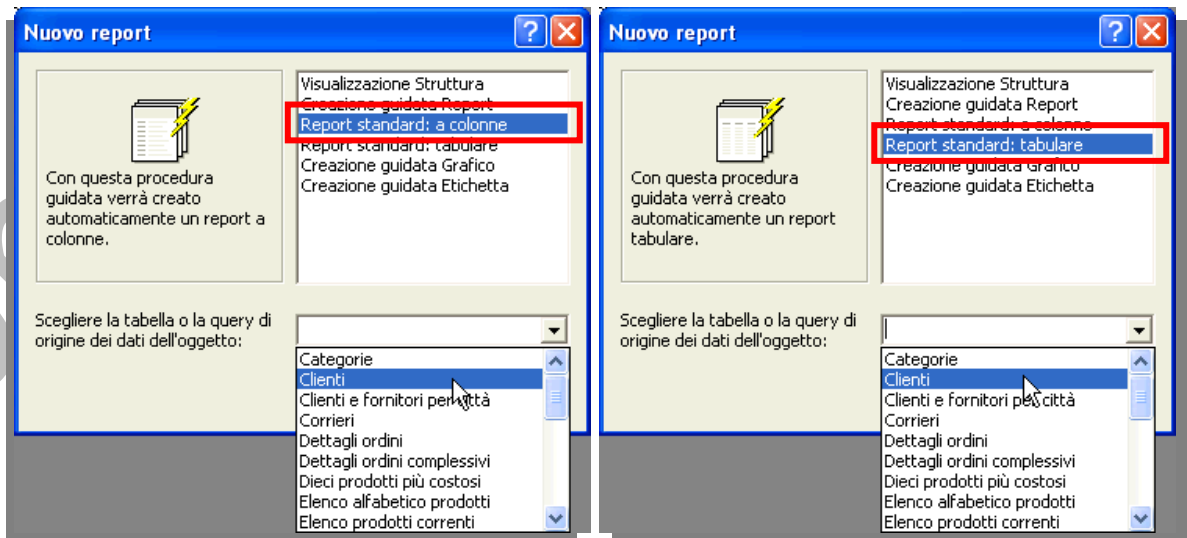 Nuovo report
Visualizzazione Struttura
Creazione guidata Report
Report standard: a colonne
Report standard: tabulare
Creazione guidata Grafico
Creazione guidata Etichetta
Con questa procedura
guidata verrà creato
automaticamente un report a
colonne.
Scegliere la tabella o la query di
origine dei dati dell'oggetto:
Categorie
Clienti
Clienti e fornitori per città
Corrieri
Dettagli ordini
Dettagli ordini complessivi
Dieci prodotti più costosi
Elenco alfabetico prodotti
Elenco prodotti correnti
Nuovo report
Visualizzazione Struttura
Creazione guidata Report
Report standard: a colonne
Report standard: tabulare
Creazione guidata Grafico
Creazione guidata Etichetta
Con questa procedura
guidata verrà creato
automaticamente un report
tabulare.
Scegliere la tabella o la query di
origine dei dati dell'oggetto:
Categorie
Clienti
Clienti e fornitori per città
Corrieri
Dettagli ordini
Dettagli ordini complessivi
Dieci prodotti più costosi
Elenco alfabetico prodotti
Elenco prodotti correnti